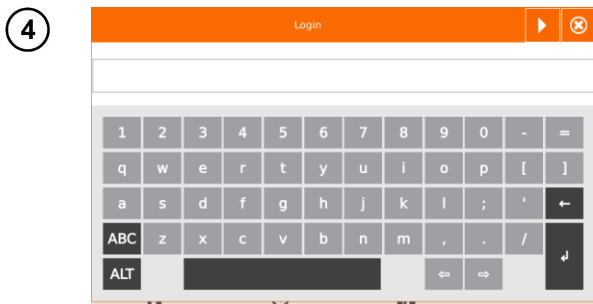 4
Login
1 2 3 4 5 6 7 8 9 0 - =
q w e r t y u i o p [ ]
a s d f g h j k l ; ' ←
ABC z x c v b n m , . / ↲
ALT ⇦ ⇨